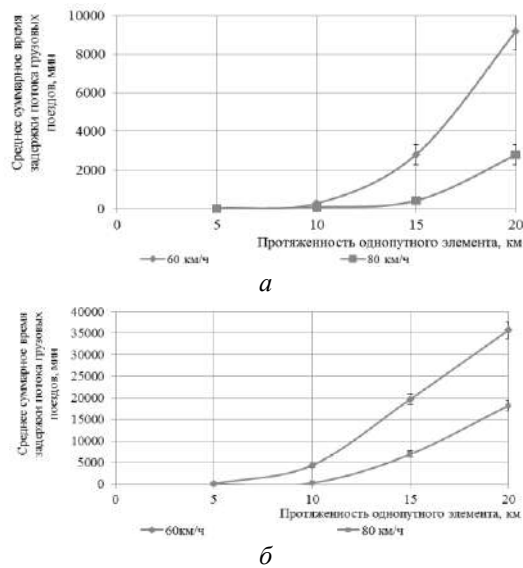 Среднее суммарное время
задержки потока грузовых
поездов, мин
10000
8000
6000
4000
2000
0
0 5 10 15 20
Протяженность однопутного элемента, км
60 км/ч 80 км/ч
а
Среднее суммарное время
задержки потока грузовых
поездов, мин
40000
35000
30000
25000
20000
15000
10000
5000
0
0 5 10 15 20
Протяженность однопутного элемента, км
60км/ч 80 км/ч
б